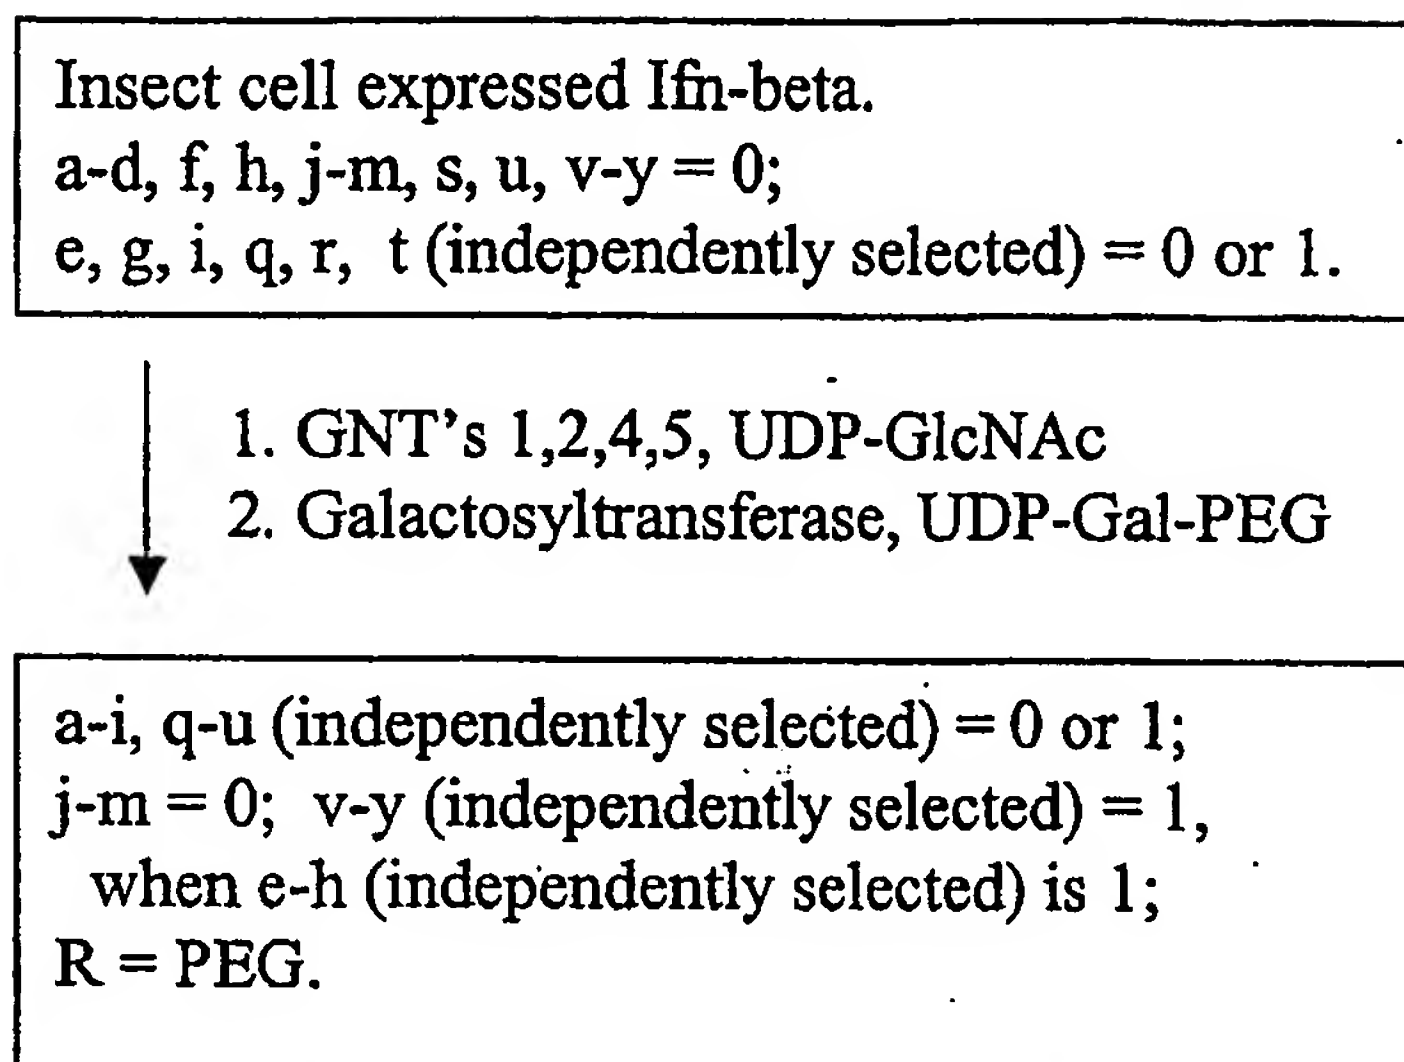 Insect cell expressed Ifn-beta.
a-d, f, h, j-m, s, u, v-y = 0;
e, g, i, q, r, t (independently selected) = 0 or 1.
1. GNT's 1,2,4,5, UDP-GlcNAc
2. Galactosyltransferase, UDP-Gal-PEG
a-i, q-u (independently selected) = 0 or 1;
j-m = 0; v-y (independently selected) = 1,
when e-h (independently selected) is 1;
R = PEG.